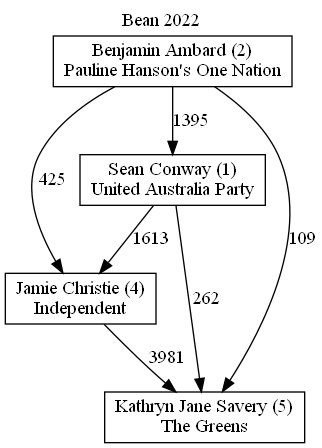 Bean 2022
Benjamin Ambard (2)
Pauline Hanson's One Nation
1395
Sean Conway (1)
United Australia Party
425
1613
109
262
Jamie Christie (4)
Independent
3981
Kathryn Jane Savery (5)
The Greens